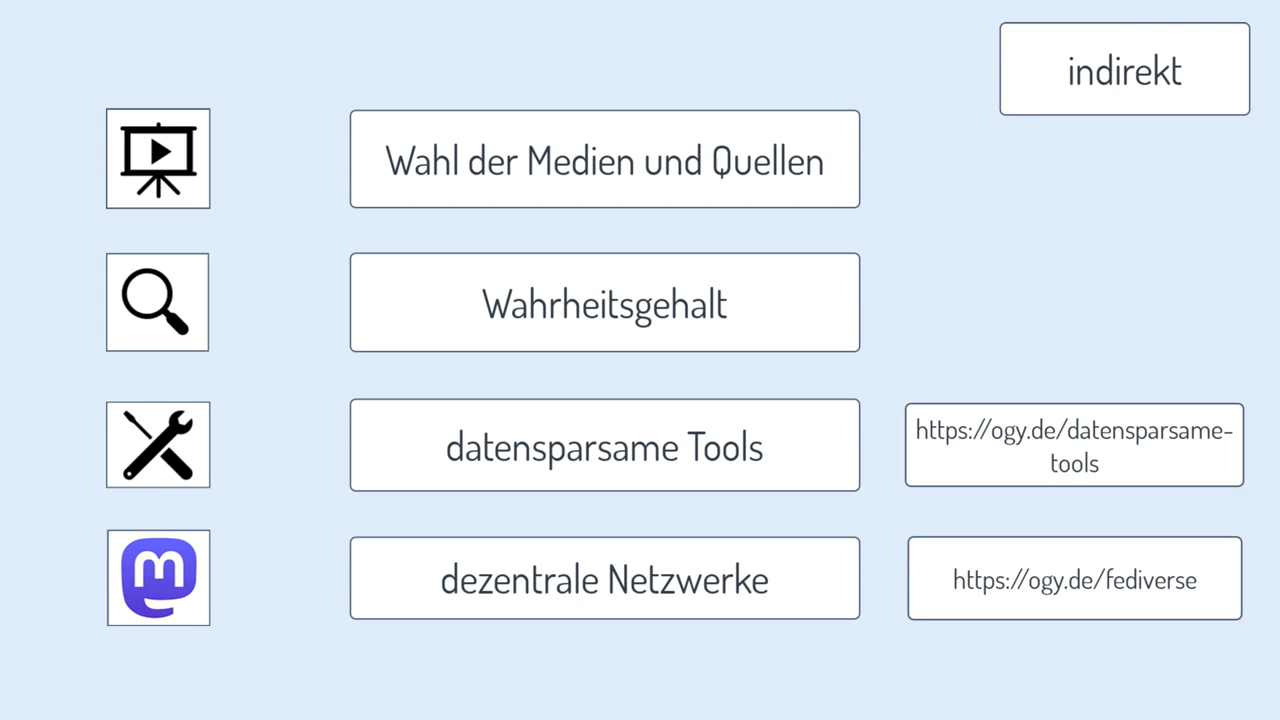 indirekt
Wahl der Medien und Quellen
Wahrheitsgehalt
datensparsame Tools
https://ogy.de/datensparsame-
tools
dezentrale Netzwerke
https://ogy.de/fediverse